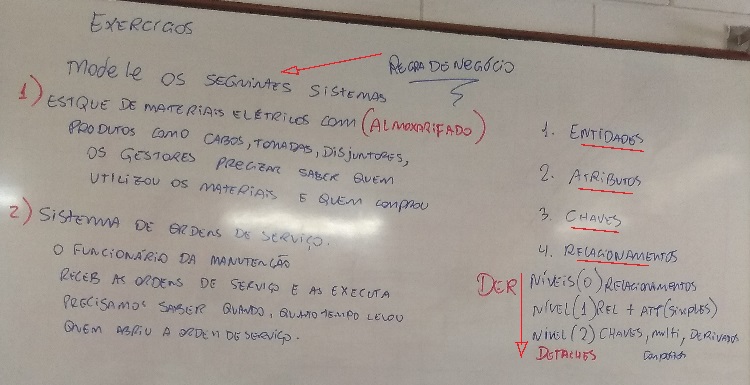 EXERCICIOS
MODELE OS SEGUINTES SISTEMAS
REGRA DE NEGÓCIO
1) ESTQUE DE MATERIAIS ELÉTRICOS COM (ALMOXARIFADO)
PRODUTOS COMO CABOS, TOMADAS, DISJUNTORES,
OS GESTORES PRECIZAR SABER QUEM
UTILIZOU OS MATERIAIS E QUEM COMPROU
2) SISTEMA DE ORDENS DE SERVIÇO.
O FUNCIONÁRIO DA MANUTENÇÃO
RECEB AS ORDENS DE SERVIÇO E AS EXECUTA
PRECISAMOS SABER QUANDO, QUANTO TEMPO LEVOU
QUEM ABRIU A ORDEM DE SERVIÇO.
1. ENTIDADES
2. ATRIBUTOS
3. CHAVES
4. RELACIONAMENTOS
DER
NÍVEIS (0) RELACIONAMENTOS
NÍVEL (1) REL + ATT (SIMPLES)
NÍVEL (2) CHAVES, MULTI, DERIVADOS
COMPOSTOS
DETALHES